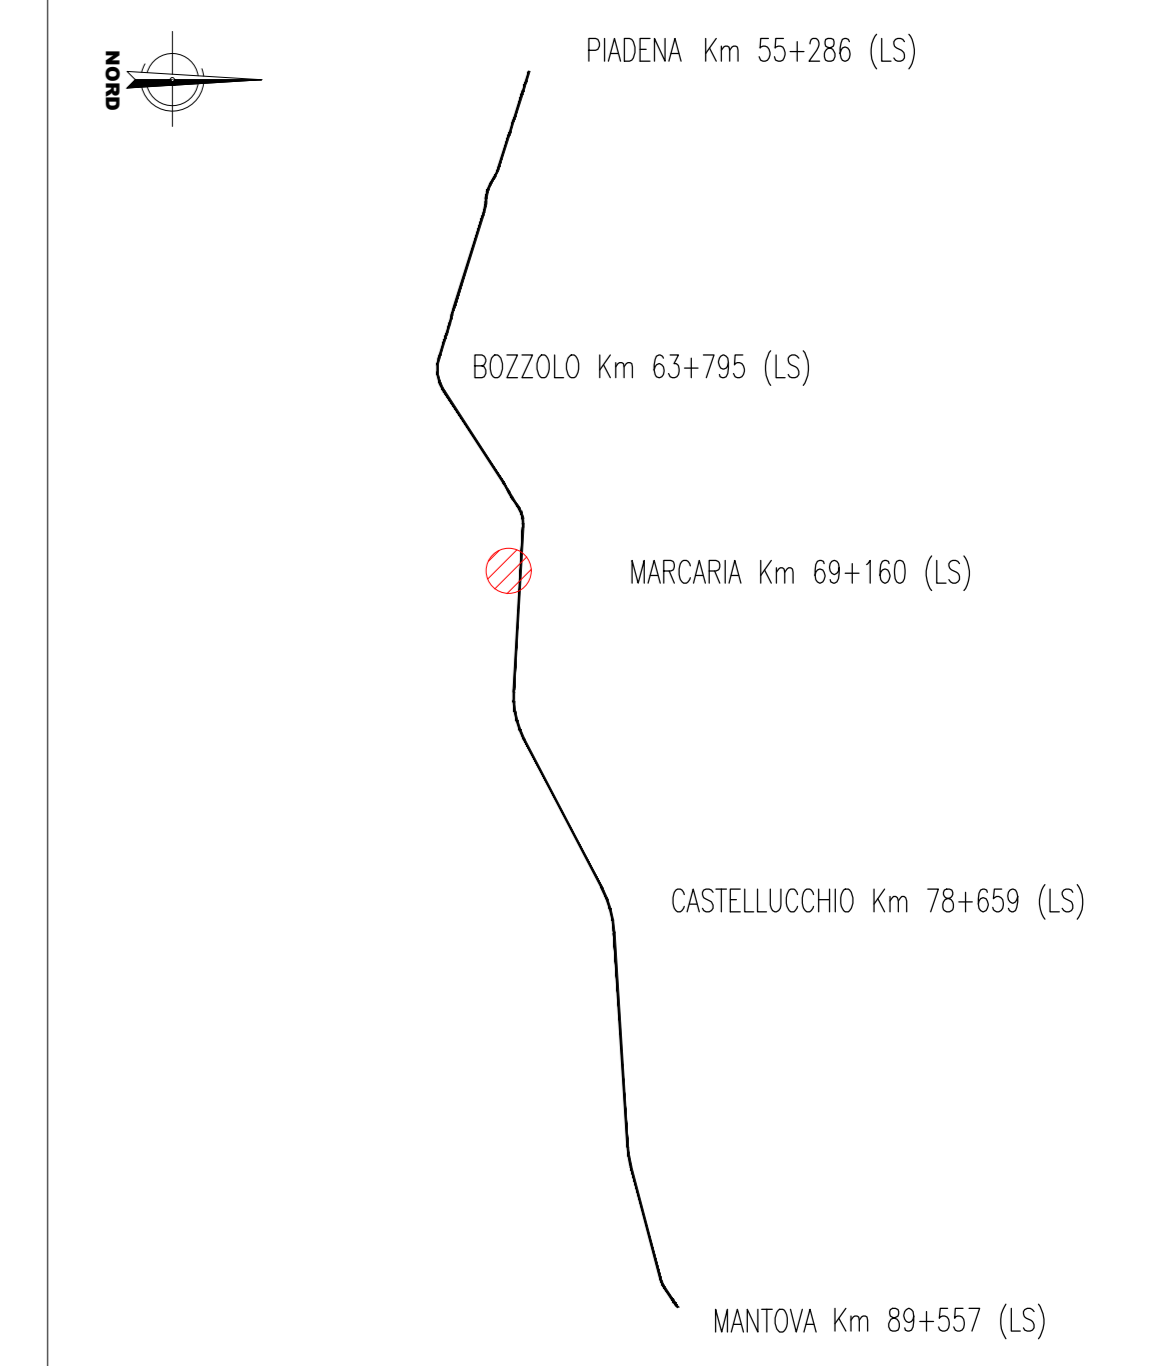 PIADENA Km 55+286 (LS)
NORD
BOZZOLO Km 63+795 (LS)
MARCARIA Km 69+160 (LS)
CASTELLUCCHIO Km 78+659 (LS)
MANTOVA Km 89+557 (LS)